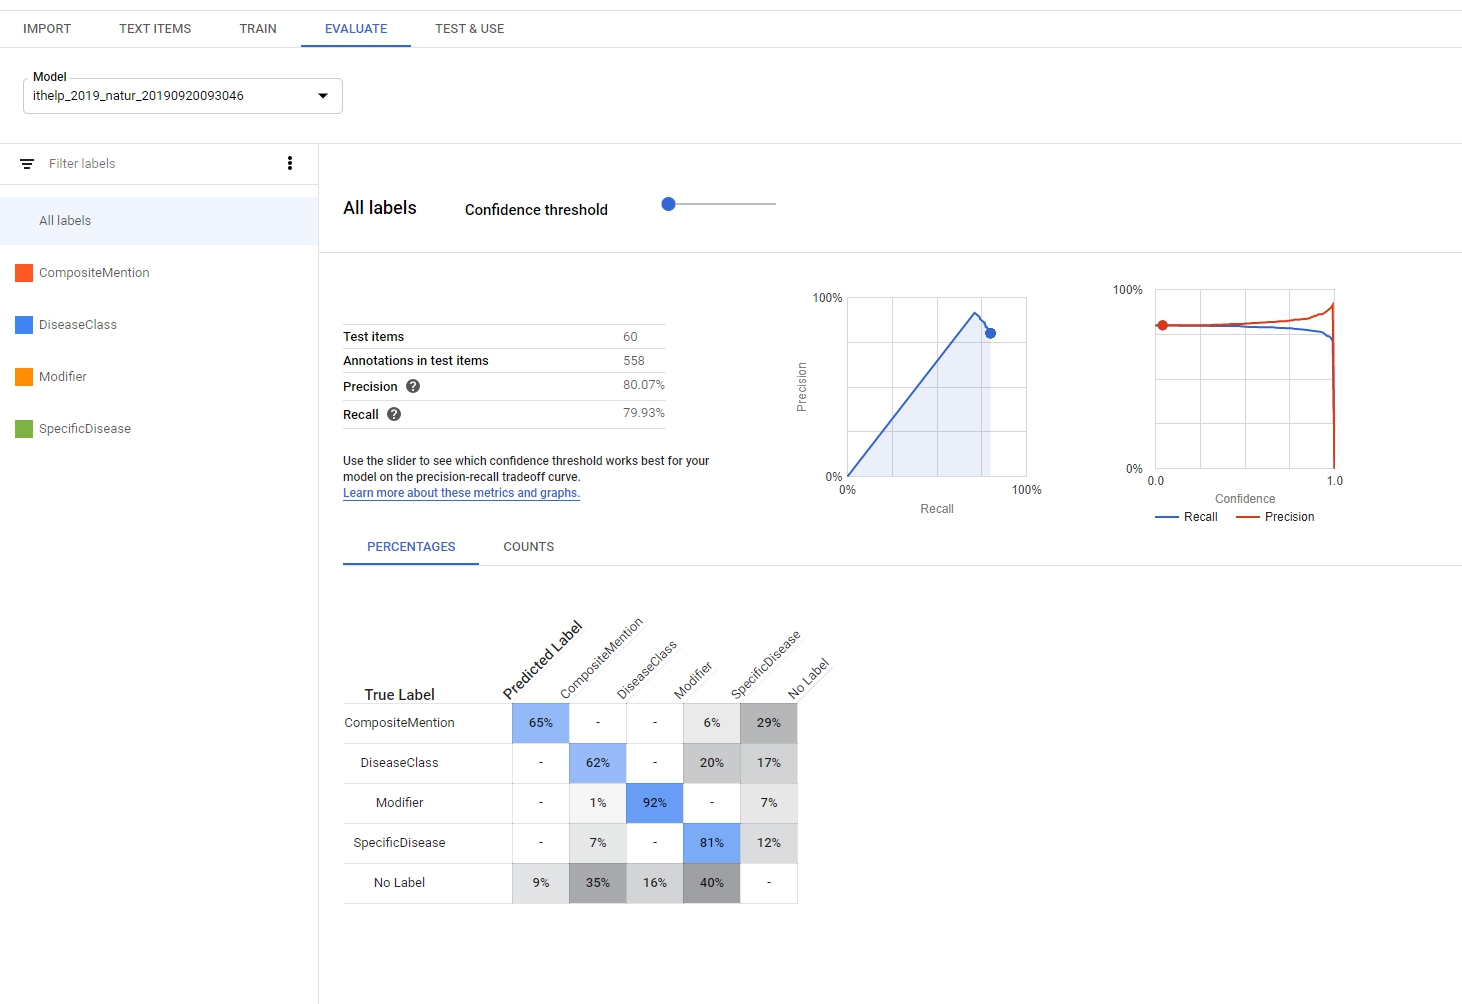 IMPORT TEXT ITEMS TRAIN EVALUATE TEST & USE
Model
ithelp_2019_natur_20190920093046
Filter labels
All labels
CompositeMention
DiseaseClass
Modifier
SpecificDisease
All labels Confidence threshold
Test items 60
Annotations in test items 558
Precision ? 80.07%
Recall ? 79.93%
Use the slider to see which confidence threshold works best for your
model on the precision-recall tradeoff curve.
Learn more about these metrics and graphs.
100%
Precision
0%
0% 100%
Recall
100%
0%
0.0 1.0
Confidence
Recall Precision
PERCENTAGES COUNTS
True Label Predicted Label CompositeMention DiseaseClass Modifier SpecificDisease No Label
CompositeMention 65% - - 6% 29%
DiseaseClass - 62% - 20% 17%
Modifier - 1% 92% - 7%
SpecificDisease - 7% - 81% 12%
No Label 9% 35% 16% 40% -